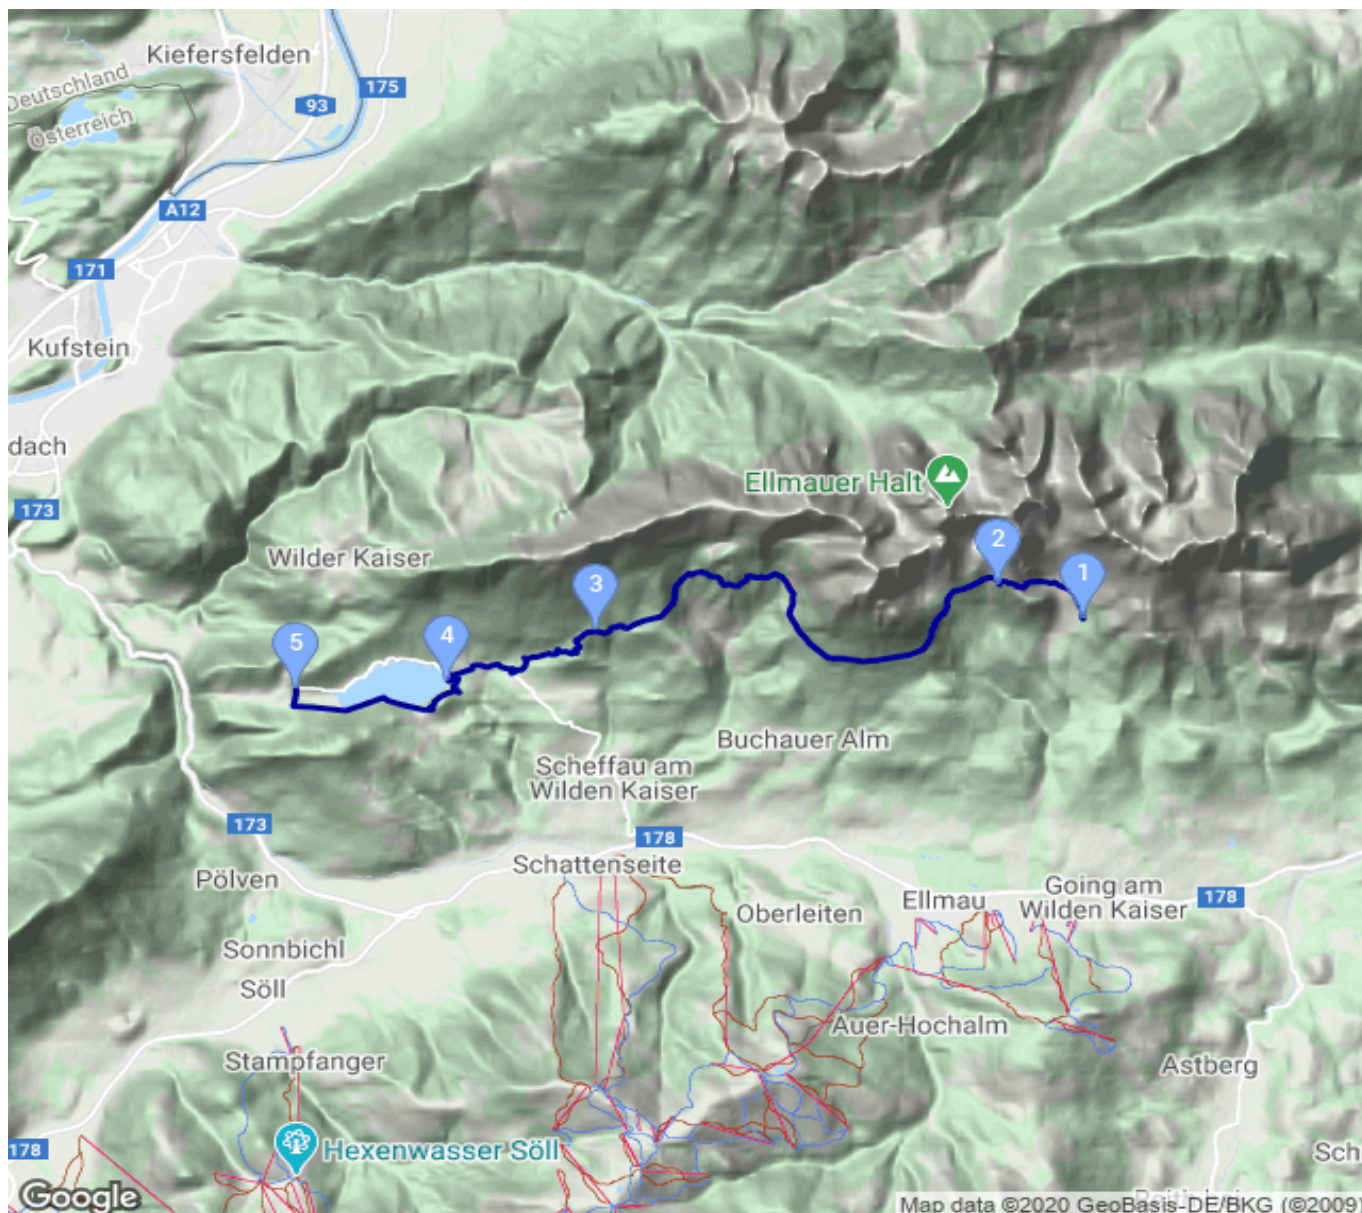 Kiefersfelden
Deutschland
Österreich
175
93
A12
171
Kufstein
dach
173
Ellmauer Halt
Wilder Kaiser
2
1
3
4
5
Buchauer Alm
Scheffau am
Wilden Kaiser
173
178
Schattenseite
Pölven
Ellmau
Going am
Wilden Kaiser
178
Oberleiten
Sonnbichl
Söll
Auer-Hochalm
Stampfanger
Astberg
178
Hexenwasser Söll
Sch
Google
Map data ©2020 GeoBasis-DE/BKG (©2009)